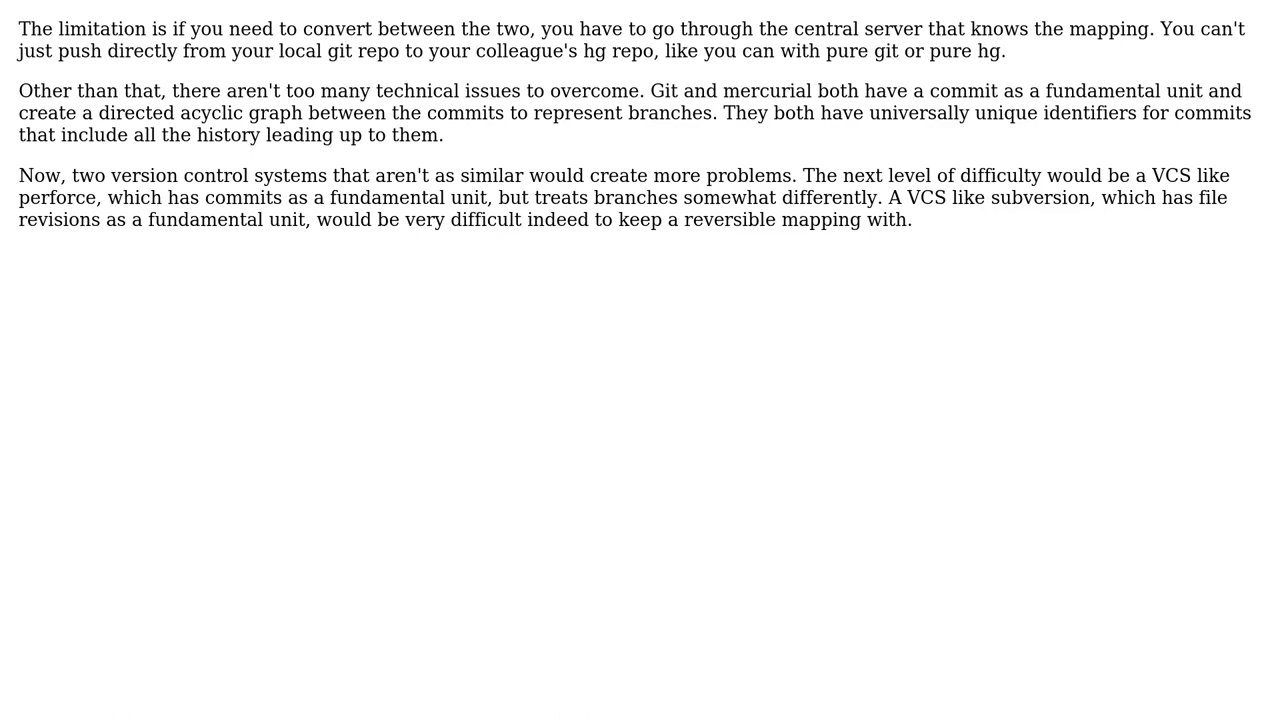 The limitation is if you need to convert between the two, you have to go through the central server that knows the mapping. You can't
just push directly from your local git repo to your colleague's hg repo, like you can with pure git or pure hg.
Other than that, there aren't too many technical issues to overcome. Git and mercurial both have a commit as a fundamental unit and
create a directed acyclic graph between the commits to represent branches. They both have universally unique identifiers for commits
that include all the history leading up to them.
Now, two version control systems that aren't as similar would create more problems. The next level of difficulty would be a VCS like
perforce, which has commits as a fundamental unit, but treats branches somewhat differently. A VCS like subversion, which has file
revisions as a fundamental unit, would be very difficult indeed to keep a reversible mapping with.